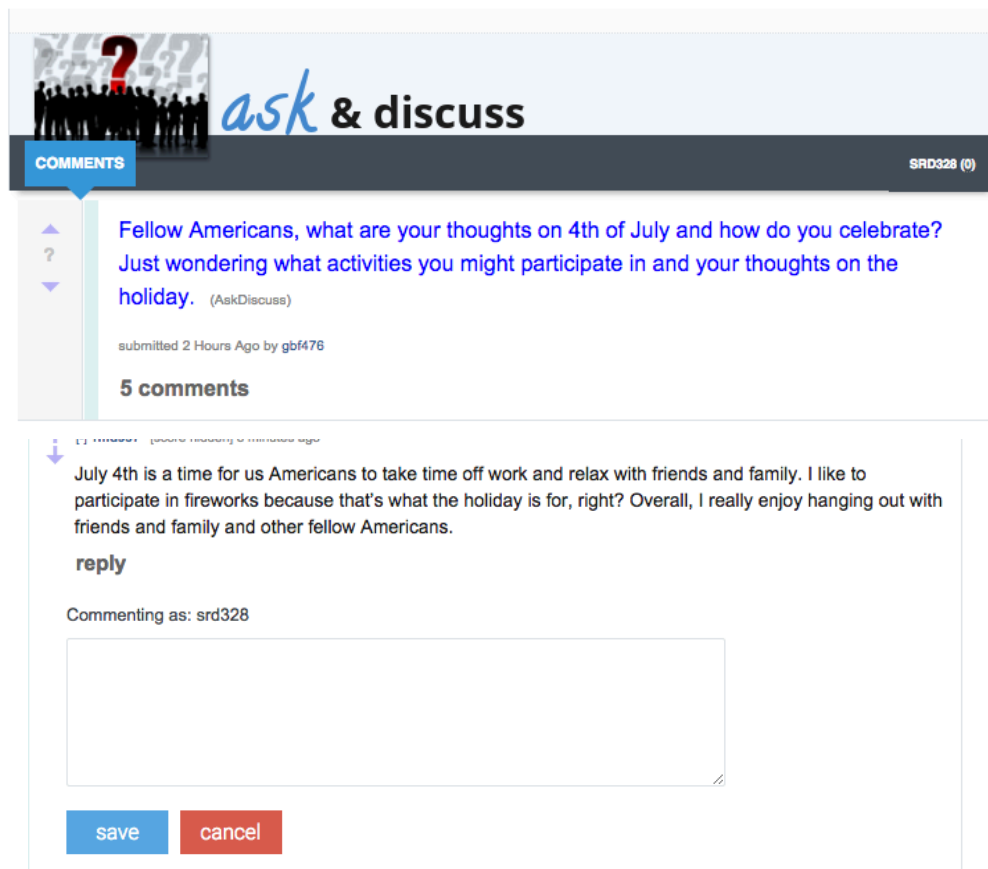 ask & discuss
COMMENTS
SRD328 (0)
Fellow Americans, what are your thoughts on 4th of July and how do you celebrate?
?
Just wondering what activities you might participate in and your thoughts on the
holiday. (AskDiscuss)
submitted 2 Hours Ago by gbf476
5 comments
minutes ago
July 4th is a time for us Americans to take time off work and relax with friends and family. I like to
participate in fireworks because that's what the holiday is for, right? Overall, I really enjoy hanging out with
friends and family and other fellow Americans.
reply
Commenting as: srd328
save cancel